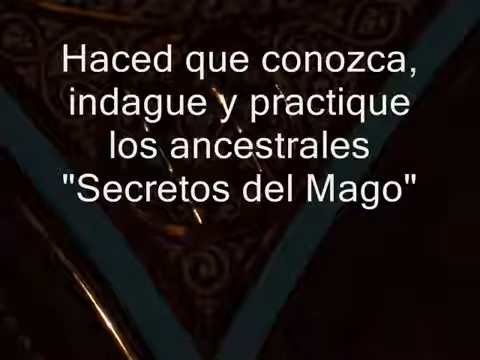 Haced que conozca,
indague y practique
los ancestrales
"Secretos del Mago"